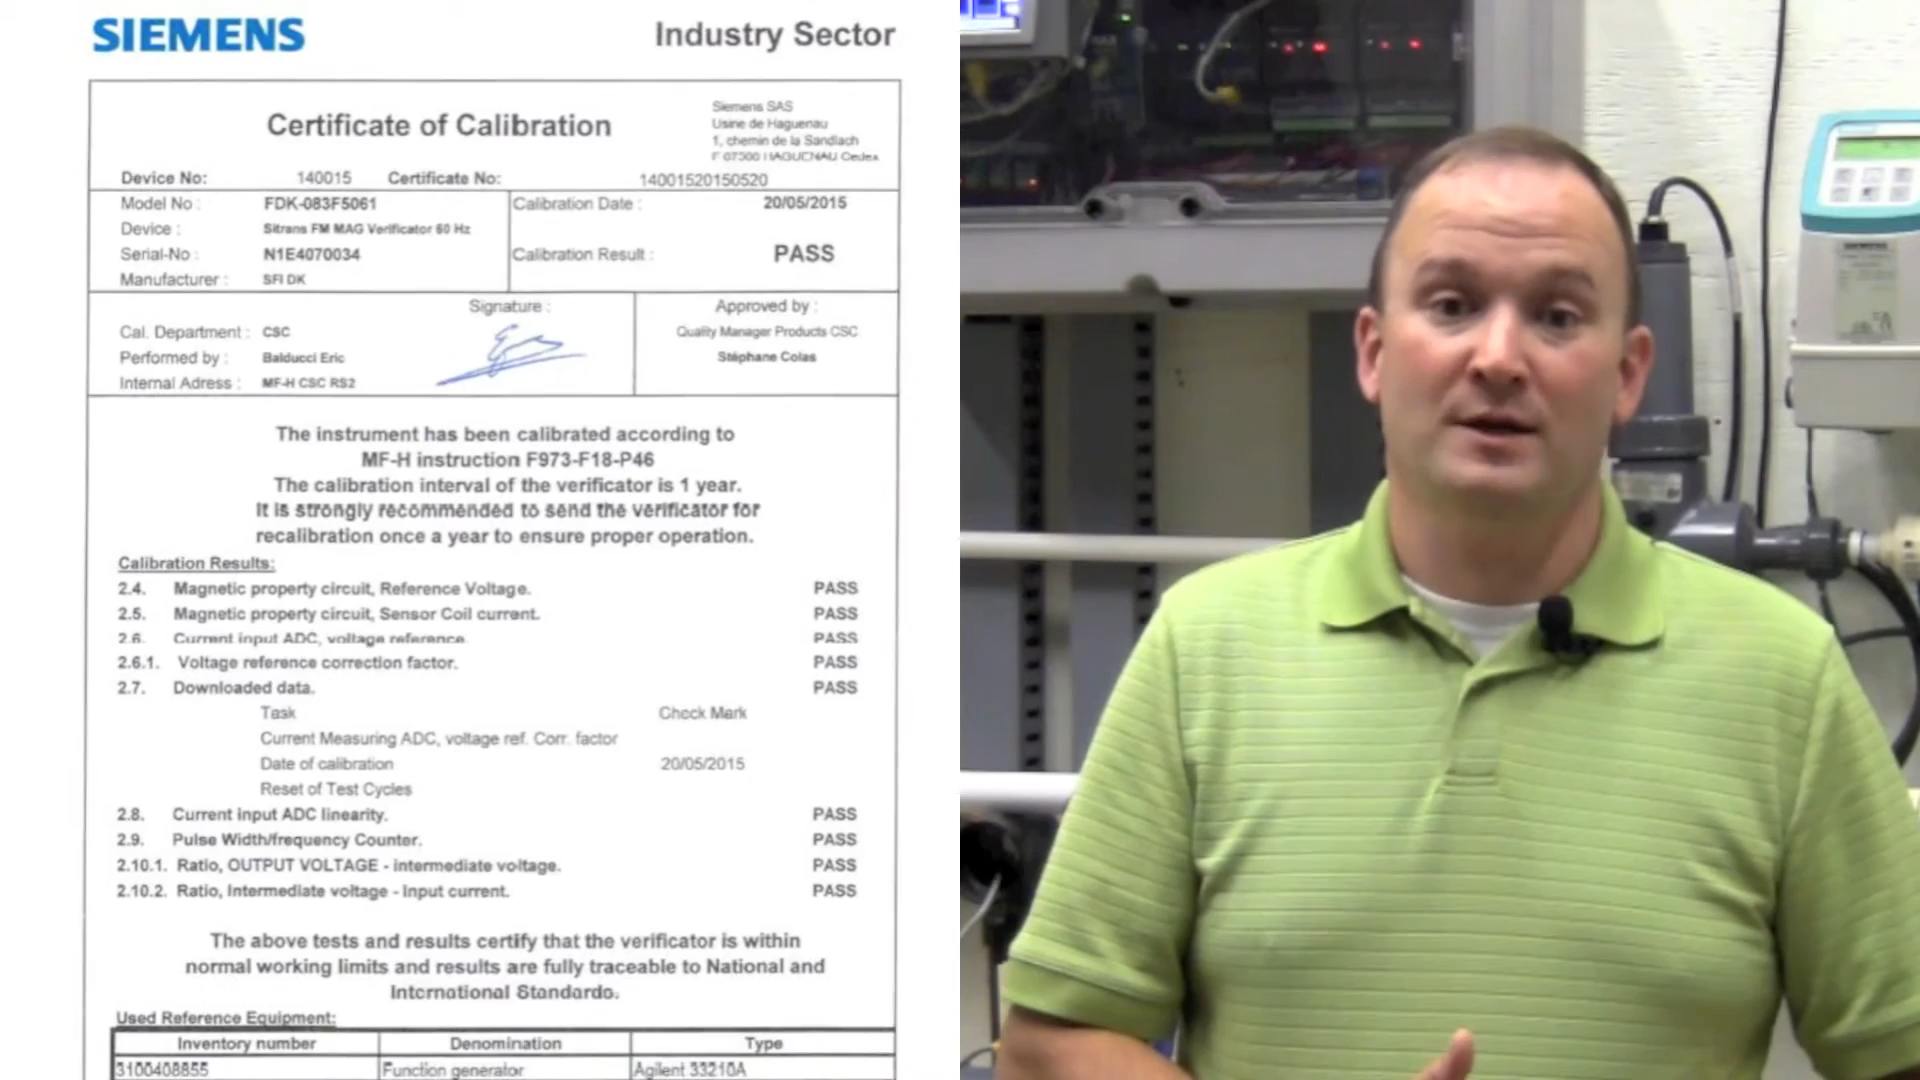 SIEMENS
Industry Sector
Certificate of Calibration
Siemens SAS
Usine de Haguenau
1, chemin de la Sandlach
F 67500 HAGUENAU Cedex
Device No: 140015 Certificate No: 14001520150520
Model No : FDK-083F5061
Device : Sitrans FM MAG Verificator 60 Hz
Serial-No : N1E4070034
Manufacturer : SFI DK
Calibration Date : 20/05/2015
Calibration Result : PASS
Cal. Department : CSC
Performed by : Balducci Eric
Internal Adress : MF-H CSC RS2
Signature :
Approved by :
Quality Manager Products CSC
Stéphane Colas
The instrument has been calibrated according to
MF-H instruction F973-F18-P46
The calibration interval of the verificator is 1 year.
It is strongly recommended to send the verificator for
recalibration once a year to ensure proper operation.
Calibration Results:
2.4. Magnetic property circuit, Reference Voltage. PASS
2.5. Magnetic property circuit, Sensor Coil current. PASS
2.6. Current input ADC, voltage reference. PASS
2.6.1. Voltage reference correction factor. PASS
2.7. Downloaded data. PASS
Task Check Mark
Current Measuring ADC, voltage ref. Corr. factor
Date of calibration 20/05/2015
Reset of Test Cycles
2.8. Current input ADC linearity. PASS
2.9. Pulse Width/frequency Counter. PASS
2.10.1. Ratio, OUTPUT VOLTAGE - intermediate voltage. PASS
2.10.2. Ratio, Intermediate voltage - Input current. PASS
The above tests and results certify that the verificator is within
normal working limits and results are fully traceable to National and
International Standards.
Used Reference Equipment:
Inventory number Denomination Type
3100408855 Function generator Agilent 33210A
SIEMENS